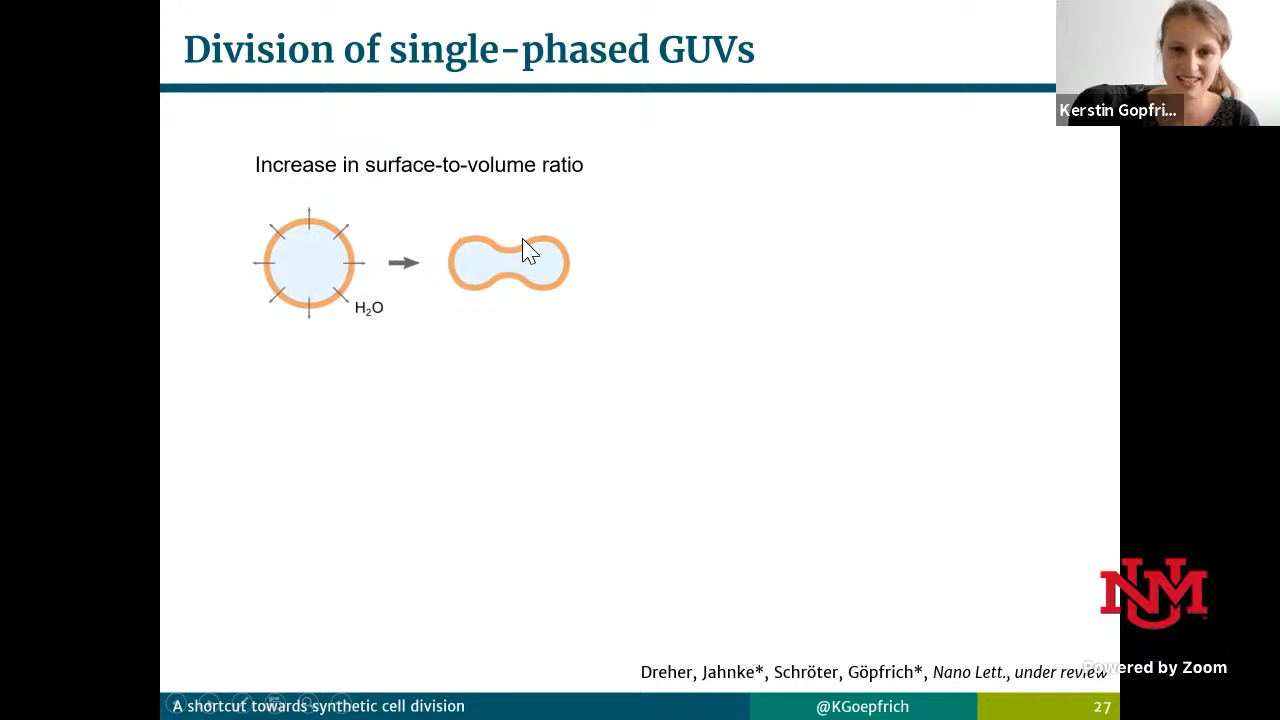 Division of single-phased GUVs
Kerstin Gopfri...
Increase in surface-to-volume ratio
H₂O
UNM
Dreher, Jahnke*, Schröter, Göpfrich*, Nano Lett., under review
Powered by Zoom
A shortcut towards synthetic cell division
@KGoepfrich
27